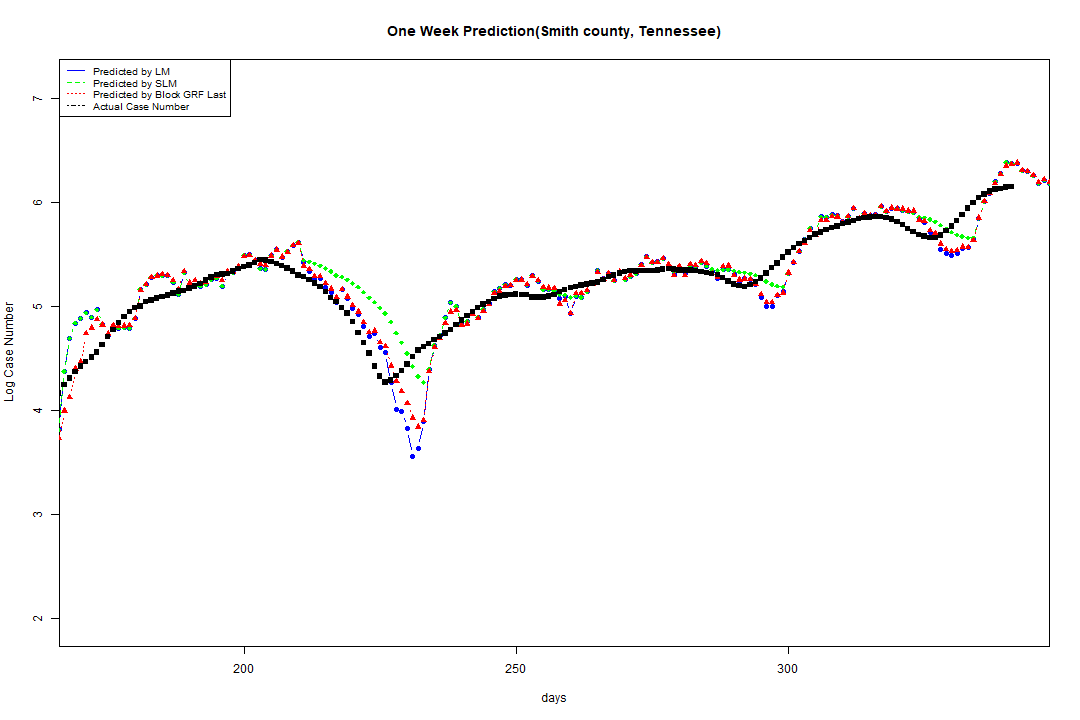 One Week Prediction(Smith county, Tennessee)
Predicted by LM
Predicted by SLM
Predicted by Block GRF Last
Actual Case Number
7
6
5
4
3
2
Log Case Number
200 250 300
days